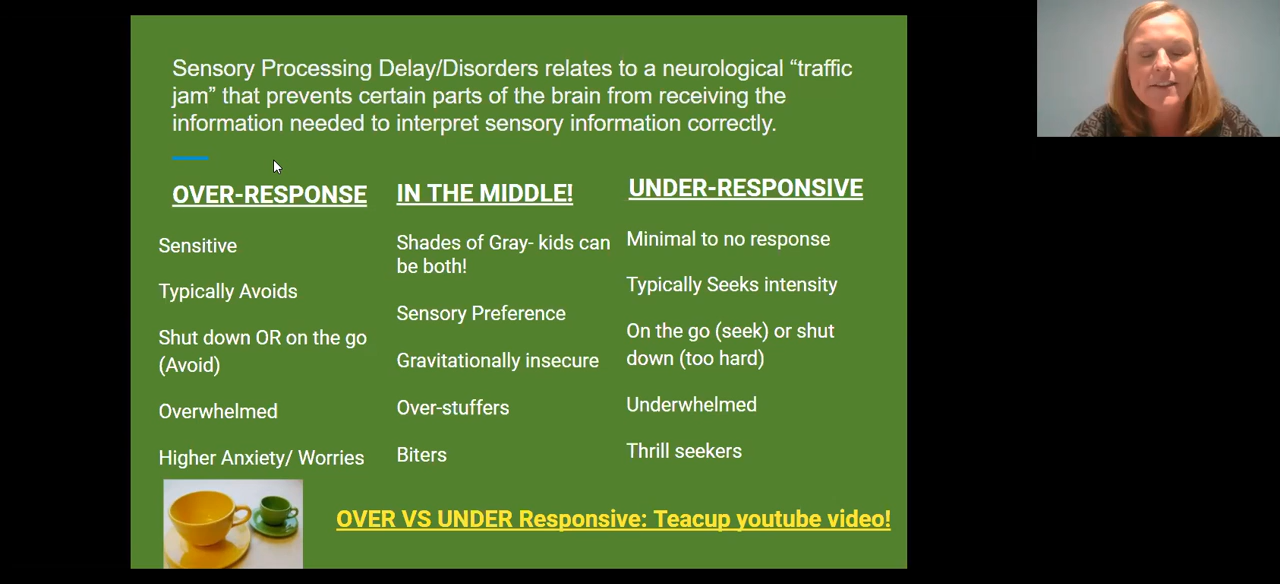 Sensory Processing Delay/Disorders relates to a neurological “traffic
jam” that prevents certain parts of the brain from receiving the
information needed to interpret sensory information correctly.
OVER-RESPONSE
Sensitive
Typically Avoids
Shut down OR on the go
(Avoid)
Overwhelmed
Higher Anxiety/ Worries
IN THE MIDDLE!
Shades of Gray- kids can
be both!
Sensory Preference
Gravitationally insecure
Over-stuffers
Biters
UNDER-RESPONSIVE
Minimal to no response
Typically Seeks intensity
On the go (seek) or shut
down (too hard)
Underwhelmed
Thrill seekers
OVER VS UNDER Responsive: Teacup youtube video!